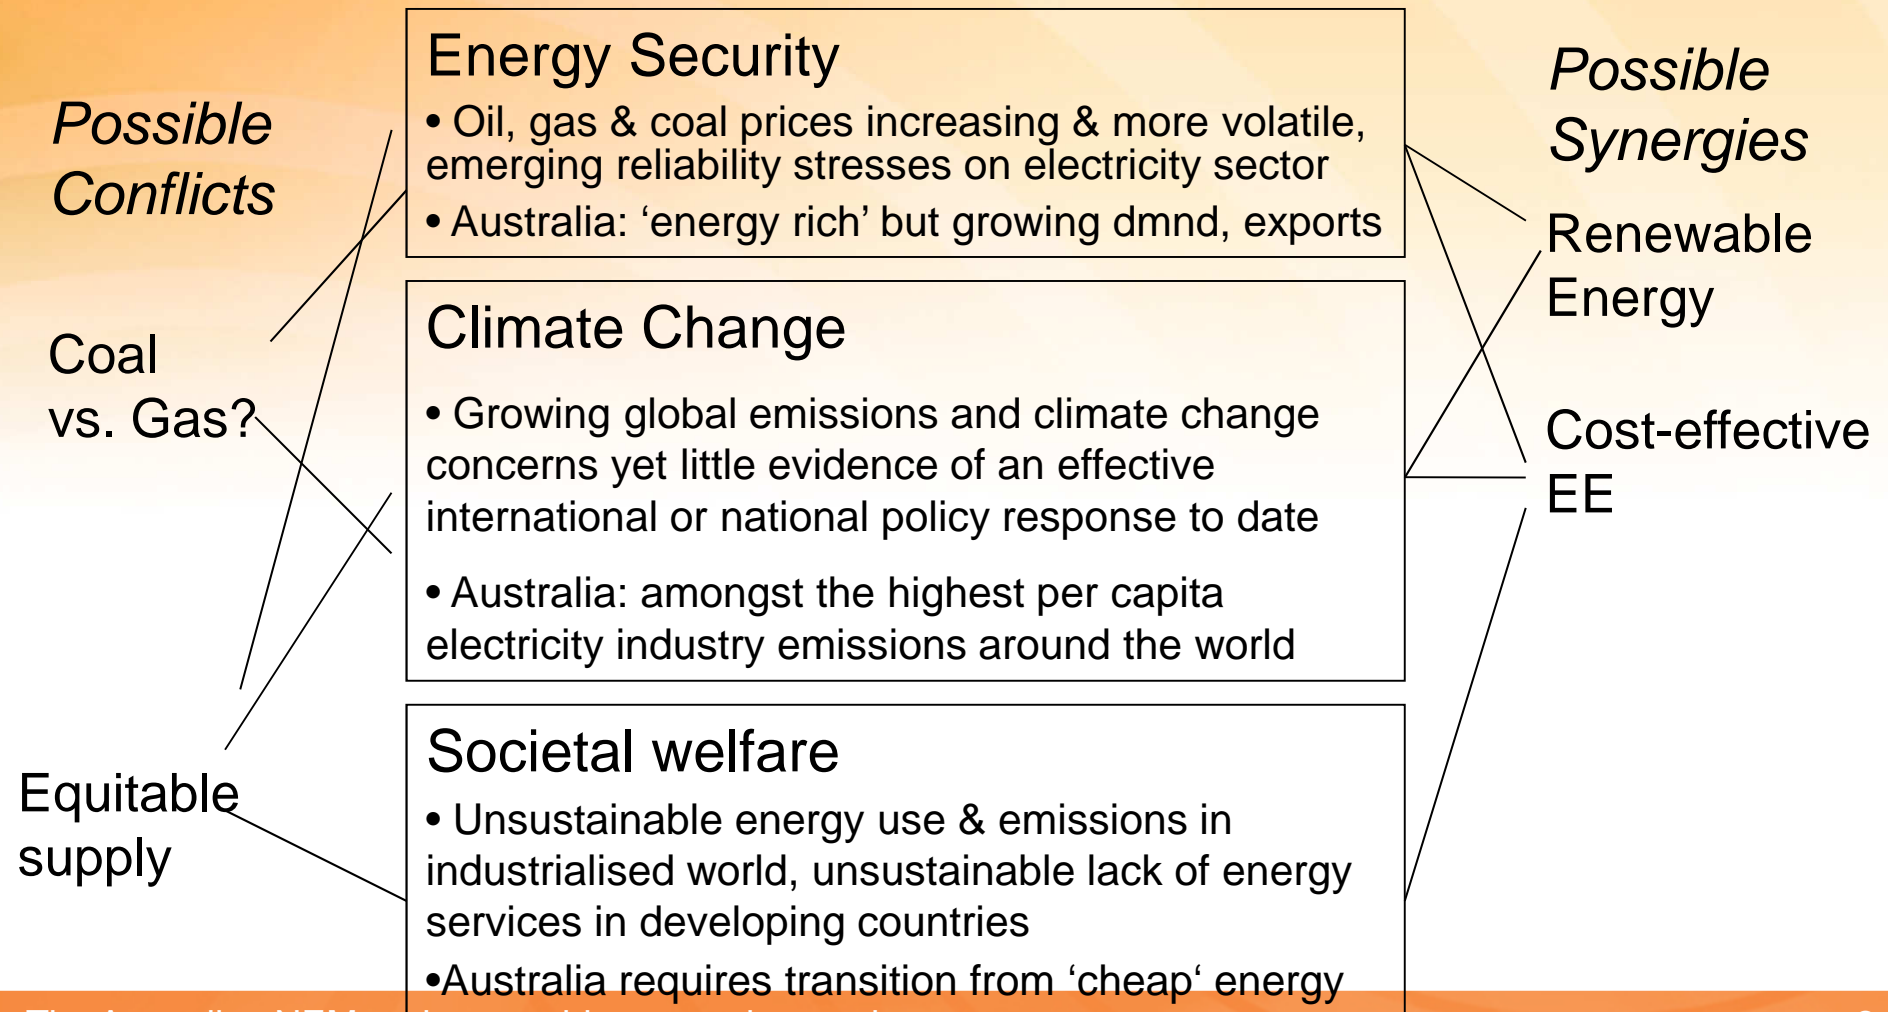 Possible
Conflicts
Coal
vs. Gas?
Equitable
supply
Energy Security
• Oil, gas & coal prices increasing & more volatile,
emerging reliability stresses on electricity sector
• Australia: ‘energy rich’ but growing dmnd, exports
Climate Change
• Growing global emissions and climate change
concerns yet little evidence of an effective
international or national policy response to date
• Australia: amongst the highest per capita
electricity industry emissions around the world
Societal welfare
• Unsustainable energy use & emissions in
industrialised world, unsustainable lack of energy
services in developing countries
•Australia requires transition from ‘cheap‘ energy
Possible
Synergies
Renewable
Energy
Cost-effective
EE